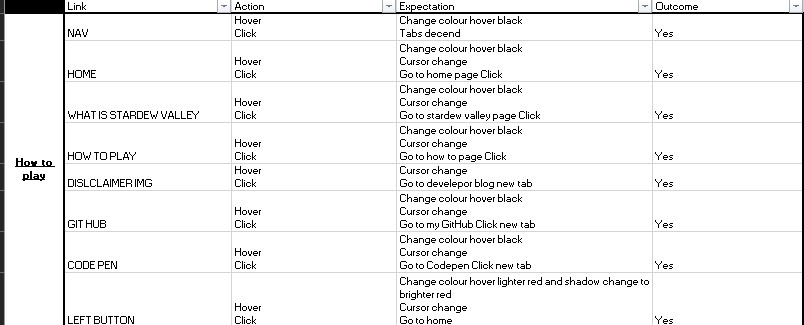 Link Action Expectation Outcome
Hover Change colour hover black
NAV Click Tabs decend Yes
Change colour hover black
Hover Cursor change
HOME Click Go to home page Click Yes
Change colour hover black
Hover Cursor change
WHAT IS STARDEW VALLEY Click Go to stardew valley page Click Yes
Change colour hover black
Hover Cursor change
HOW TO PLAY Click Go to how to page Click Yes
How to
play
Hover Cursor change
DISLCLAIMER IMG Click Go to develepor blog new tab Yes
Change colour hover black
Hover Cursor change
GIT HUB Click Go to my GitHub Click new tab Yes
Change colour hover black
Hover Cursor change
CODE PEN Click Go to Codepen Click new tab Yes
Change colour hover lighter red and shadow change to
brighter red
Hover Cursor change
LEFT BUTTON Click Go to home Yes